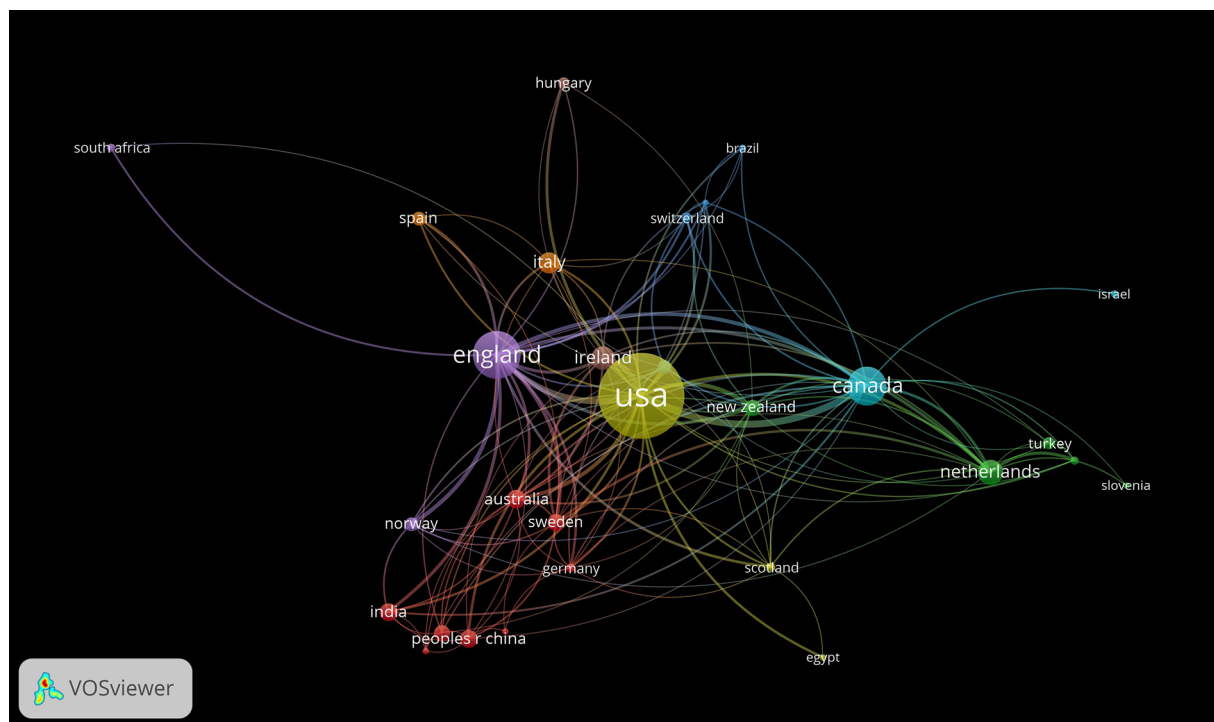 hungary
south africa
brazil
spain
switzerland
italy
israel
england
ireland
usa
canada
new zealand
turkey
netherlands
slovenia
australia
norway
sweden
germany
scotland
india
peoples r china
egypt
VOSviewer